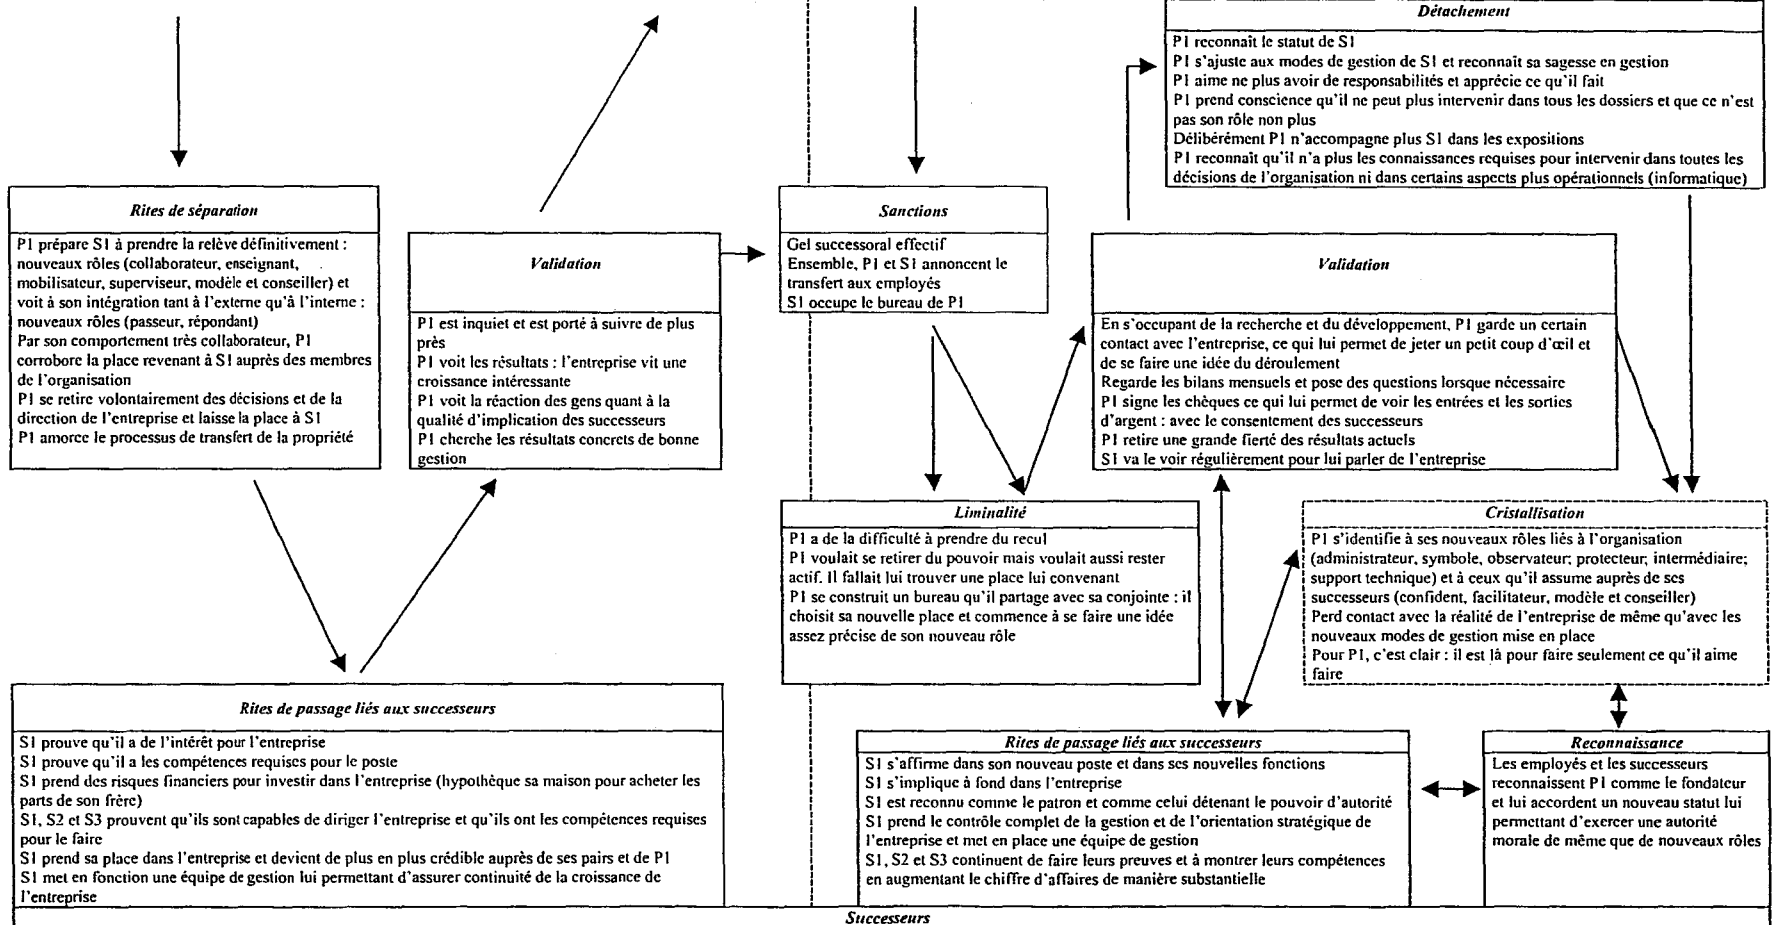 Détachement
P1 reconnaît le statut de S1
P1 s'ajuste aux modes de gestion de S1 et reconnaît sa sagesse en gestion
P1 aime ne plus avoir de responsabilités et apprécie ce qu'il fait
P1 prend conscience qu'il ne peut plus intervenir dans tous les dossiers et que ce n'est
pas son rôle non plus
Délibérément P1 n'accompagne plus S1 dans les expositions
P1 reconnaît qu'il n'a plus les connaissances requises pour intervenir dans toutes les
décisions de l'organisation ni dans certains aspects plus opérationnels (informatique)
Rites de séparation
P1 prépare S1 à prendre la relève définitivement :
nouveaux rôles (collaborateur, enseignant,
mobilisateur, superviseur, modèle et conseiller) et
voit à son intégration tant à l'externe qu'à l'interne :
nouveaux rôles (passeur, répondant)
Par son comportement très collaborateur, P1
corrobore la place revenant à S1 auprès des membres
de l'organisation
P1 se retire volontairement des décisions et de la
direction de l'entreprise et laisse la place à S1
P1 amorce le processus de transfert de la propriété
Validation
P1 est inquiet et est porté à suivre de plus
près
P1 voit les résultats : l'entreprise vit une
croissance intéressante
P1 voit la réaction des gens quant à la
qualité d'implication des successeurs
P1 cherche les résultats concrets de bonne
gestion
Sanctions
Gel successoral effectif
Ensemble, P1 et S1 annoncent le
transfert aux employés
S1 occupe le bureau de P1
Validation
En s'occupant de la recherche et du développement, P1 garde un certain
contact avec l'entreprise, ce qui lui permet de jeter un petit coup d'œil et
de se faire une idée du déroulement
Regarde les bilans mensuels et pose des questions lorsque nécessaire
P1 signe les chèques ce qui lui permet de voir les entrées et les sorties
d'argent : avec le consentement des successeurs
P1 retire une grande fierté des résultats actuels
S1 va le voir régulièrement pour lui parler de l'entreprise
Liminalité
P1 a de la difficulté à prendre du recul
P1 voulait se retirer du pouvoir mais voulait aussi rester
actif. Il fallait lui trouver une place lui convenant
P1 se construit un bureau qu'il partage avec sa conjointe : il
choisit sa nouvelle place et commence à se faire une idée
assez précise de son nouveau rôle
Cristallisation
P1 s'identifie à ses nouveaux rôles liés à l'organisation
(administrateur, symbole, observateur; protecteur; intermédiaire;
support technique) et à ceux qu'il assume auprès de ses
successeurs (confident, facilitateur, modèle et conseiller)
Perd contact avec la réalité de l'entreprise de même qu'avec les
nouveaux modes de gestion mise en place
Pour P1, c'est clair : il est là pour faire seulement ce qu'il aime
faire
Rites de passage liés aux successeurs
S1 prouve qu'il a de l'intérêt pour l'entreprise
S1 prouve qu'il a les compétences requises pour le poste
S1 prend des risques financiers pour investir dans l'entreprise (hypothèque sa maison pour acheter les
parts de son frère)
S1, S2 et S3 prouvent qu'ils sont capables de diriger l'entreprise et qu'ils ont les compétences requises
pour le faire
S1 prend sa place dans l'entreprise et devient de plus en plus crédible auprès de ses pairs et de P1
S1 met en fonction une équipe de gestion lui permettant d'assurer continuité de la croissance de
l'entreprise
Rites de passage liés aux successeurs
S1 s'affirme dans son nouveau poste et dans ses nouvelles fonctions
S1 s'implique à fond dans l'entreprise
S1 est reconnu comme le patron et comme celui détenant le pouvoir d'autorité
S1 prend le contrôle complet de la gestion et de l'orientation stratégique de
l'entreprise et met en place une équipe de gestion
S1, S2 et S3 continuent de faire leurs preuves et à montrer leurs compétences
en augmentant le chiffre d'affaires de manière substantielle
Reconnaissance
Les employés et les successeurs
reconnaissent P1 comme le fondateur
et lui accordent un nouveau statut lui
permettant d'exercer une autorité
morale de même que de nouveaux rôles
Successeurs